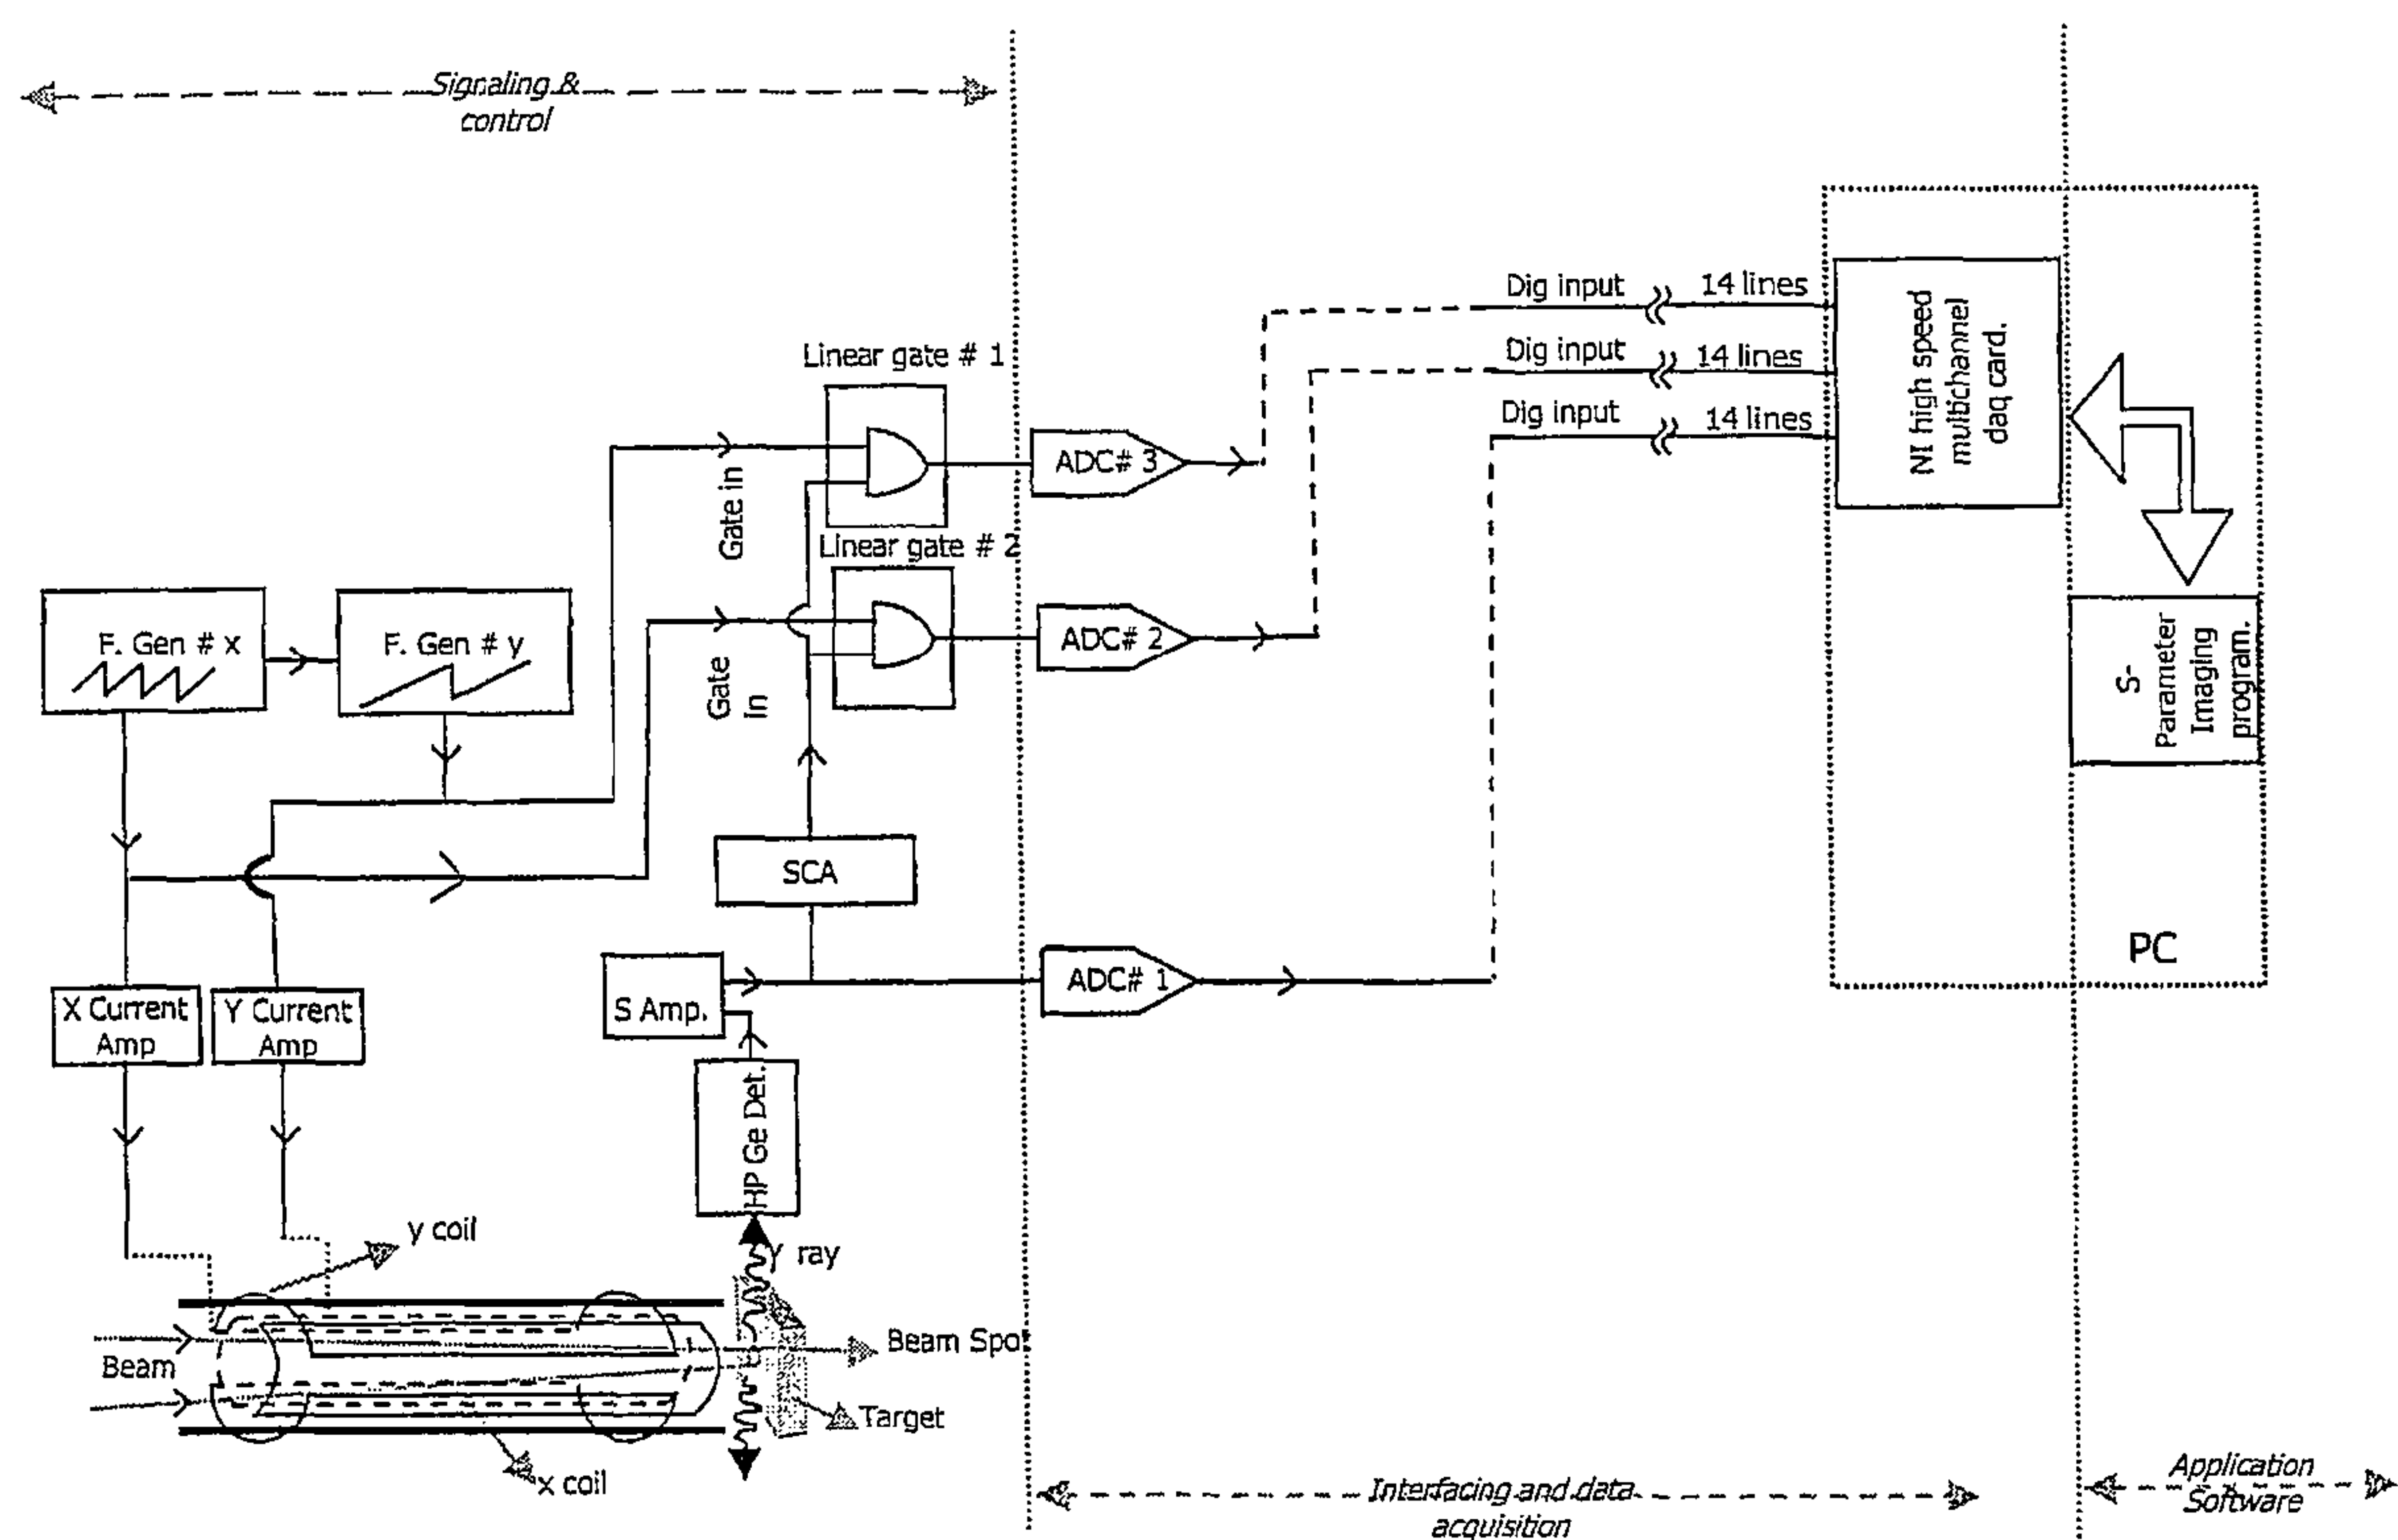 Signaling &
control
Dig input
14 lines
Dig input
14 lines
Dig input
14 lines
NI high speed
multichannel
daq card.
Linear gate # 1
Gate in
ADC# 3
Linear gate # 2
Gate
in
ADC# 2
F. Gen # x
F. Gen # y
S-
Parameter
Imaging
program.
SCA
PC
X Current
Amp
Y Current
Amp
S Amp.
ADC# 1
HP Ge Det.
y coil
γ ray
Beam
Beam Spot
Target
x coil
Interfacing and data
acquisition
Application
Software